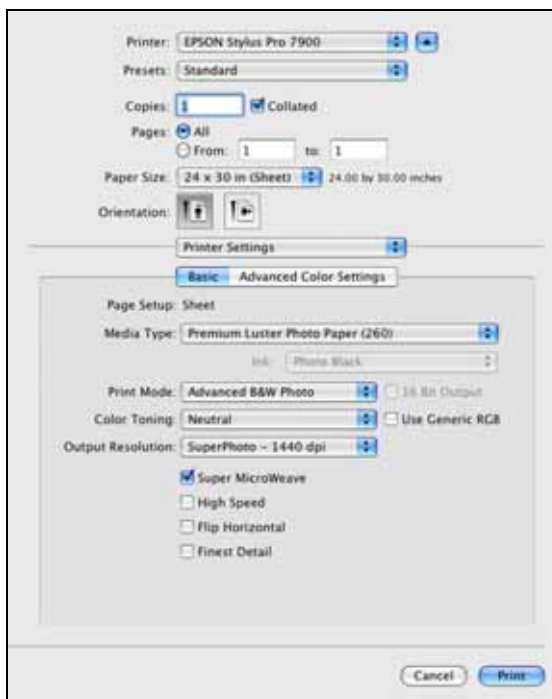 Printer: EPSON Stylus Pro 7900
Presets: Standard
Copies: 1 Collated
Pages: All
From: 1 to: 1
Paper Size: 24 x 30 in (Sheet) 24.00 by 30.00 inches
Orientation:
Printer Settings
Basic Advanced Color Settings
Page Setup: Sheet
Media Type: Premium Luster Photo Paper (260)
Ink: Photo Black
Print Mode: Advanced B&W Photo 16 Bit Output
Color Toning: Neutral Use Generic RGB
Output Resolution: SuperPhoto - 1440 dpi
Super MicroWeave
High Speed
Flip Horizontal
Finest Detail
Cancel Print